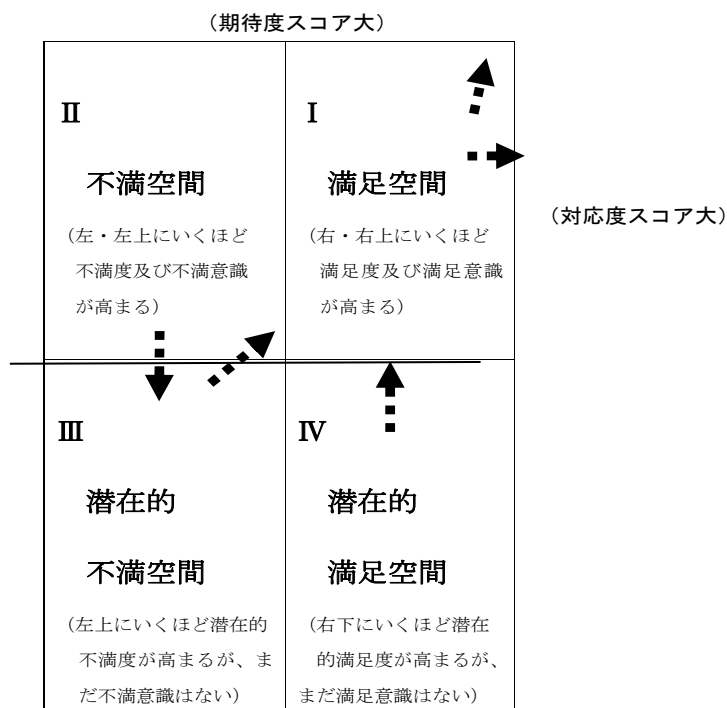 （期待度スコア大）
Ⅱ
不満空間
（左・左上にいくほど
不満度及び不満意識
が高まる）
Ⅰ
満足空間
（右・右上にいくほど
満足度及び満足意識
が高まる）
（対応度スコア大）
Ⅲ
潜在的
不満空間
（左上にいくほど潜在的
不満度が高まるが、ま
だ不満意識はない）
Ⅳ
潜在的
満足空間
（右下にいくほど潜在
的満足度が高まるが、
まだ満足意識はない）